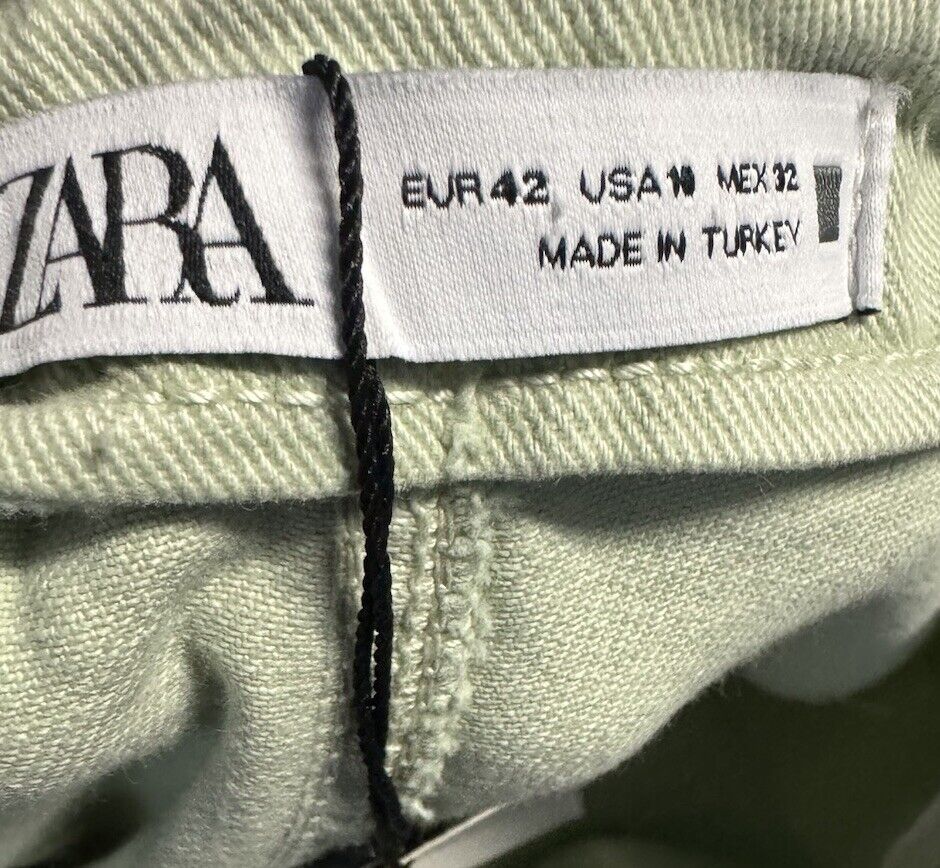 ZARA
EUR 42 USA 10 MEX 32
MADE IN TURKEY